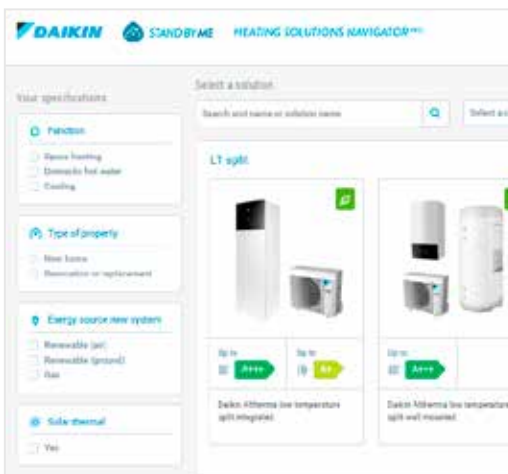 DAIKIN
STAND BY ME
HEATING SOLUTIONS NAVIGATOR
Your specifications
Select a solution
Search unit name or solution name
Select a
Function
Space heating
Domestic hot water
Cooling
LT split
Type of property
New home
Renovation or replacement
Energy source new system
Renewable (air)
Renewable (ground)
Gas
Up to
A+++
Up to
A+
Up to
A+++
Daikin Altherma low temperature
split integrated
Daikin Altherma low temperature
split wall mounted
Solar thermal
Yes